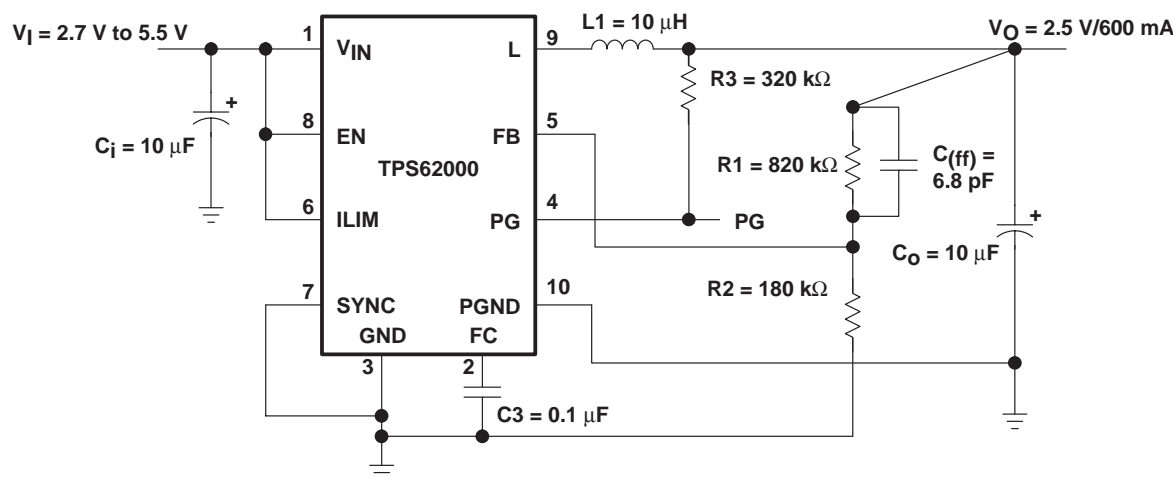 VI = 2.7 V to 5.5 V
1
VIN
L
9
L1 = 10 μH
VO = 2.5 V/600 mA
R3 = 320 kΩ
+
Ci = 10 μF
8
EN
FB
5
TPS62000
R1 = 820 kΩ
C(ff) =
6.8 pF
6
ILIM
PG
4
PG
+
Co = 10 μF
7
SYNC
PGND
10
R2 = 180 kΩ
GND
FC
3
2
C3 = 0.1 μF